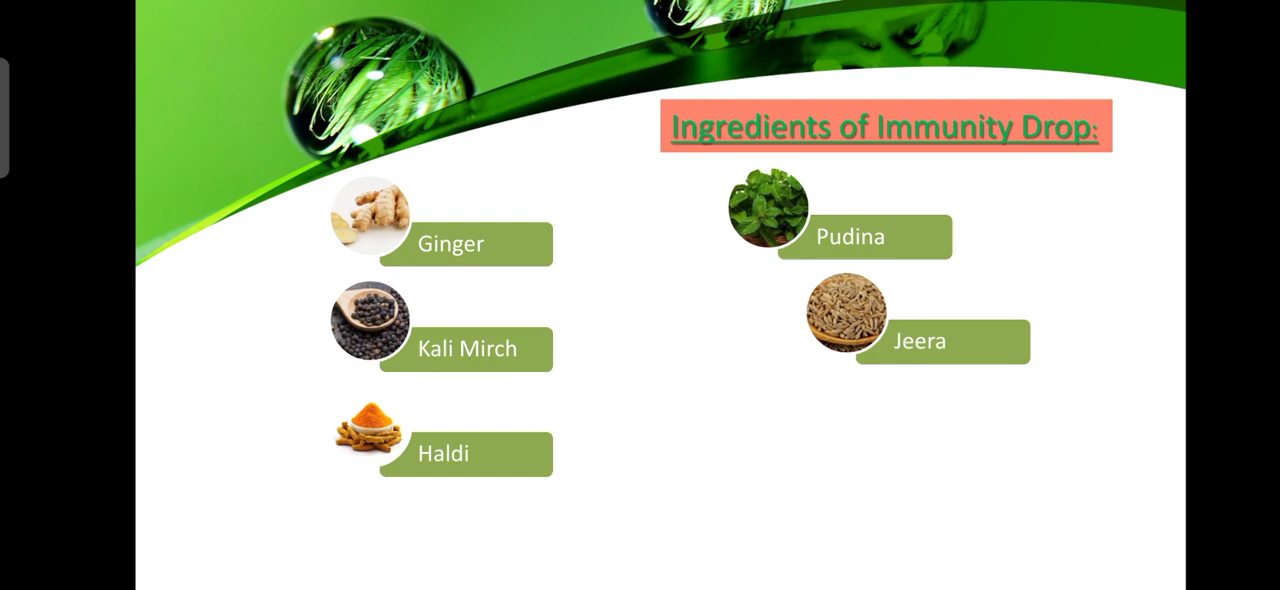 Ingredients of Immunity Drop:
Ginger
Kali Mirch
Haldi
Pudina
Jeera